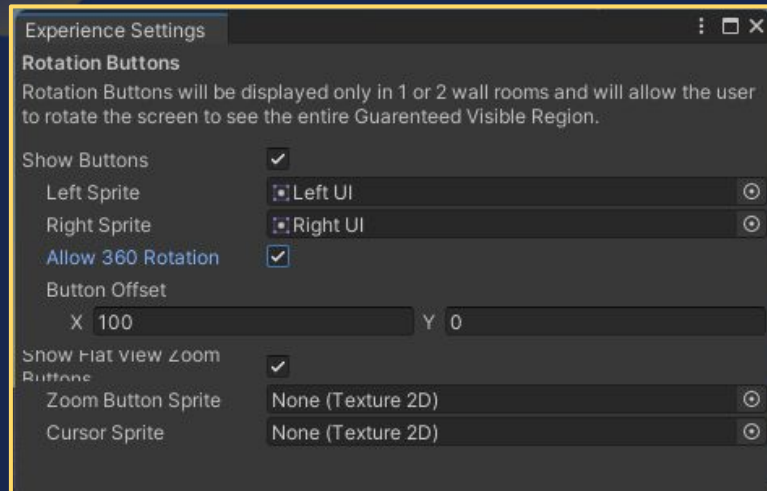 Experience Settings
Rotation Buttons
Rotation Buttons will be displayed only in 1 or 2 wall rooms and will allow the user
to rotate the screen to see the entire Guarenteed Visible Region.
Show Buttons
Left Sprite Left UI
Right Sprite Right UI
Allow 360 Rotation
Button Offset
X 100 Y 0
Show Flat View Zoom
Buttons
Zoom Button Sprite None (Texture 2D)
Cursor Sprite None (Texture 2D)